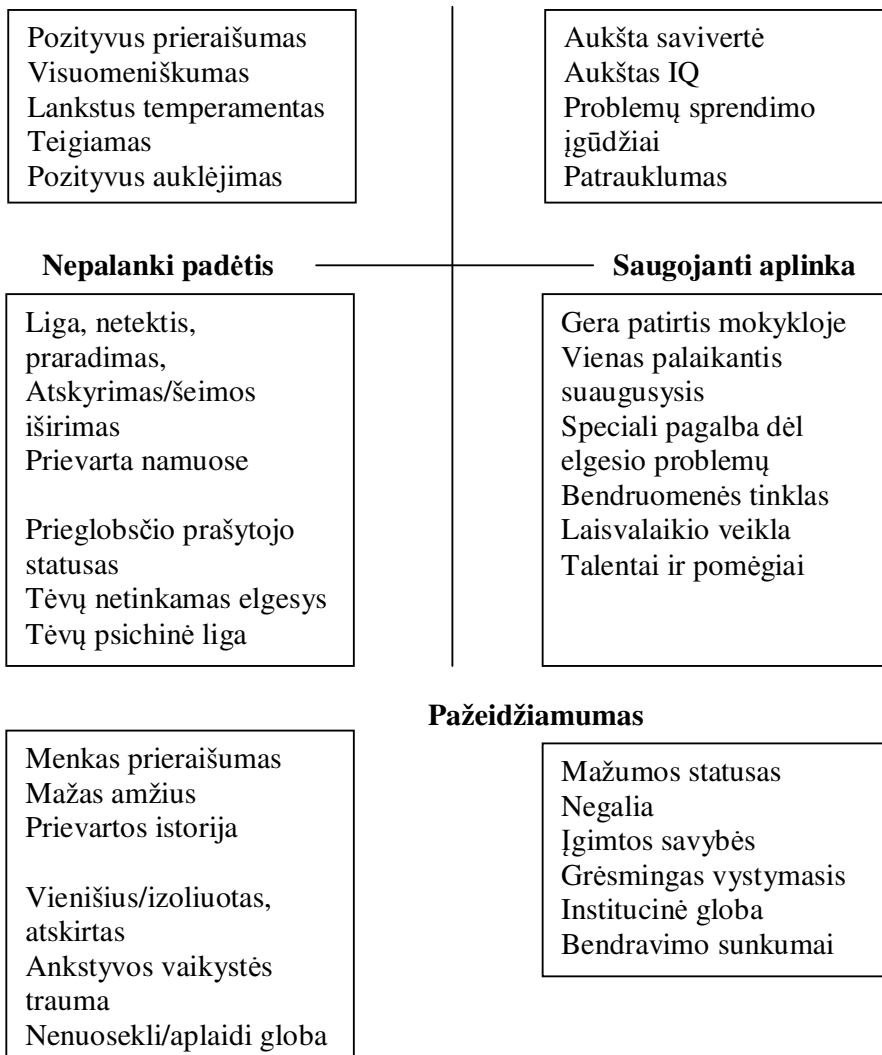 Pozityvus prieraišumas
Visuomeniškumas
Lankstus temperamentas
Teigiamas
Pozityvus auklėjimas
Aukšta savivertė
Aukštas IQ
Problemų sprendimo
įgūdžiai
Patrauklumas
Nepalanki padėtis
Saugojanti aplinka
Liga, netektis,
praradimas,
Atskyrimas/šeimos
iširimas
Prievarta namuose
Prieglobsčio prašytojo
statusas
Tėvų netinkamas elgesys
Tėvų psichinė liga
Gera patirtis mokykloje
Vienas palaikantis
suaugusysis
Speciali pagalba dėl
elgesio problemų
Bendruomenės tinklas
Laisvalaikio veikla
Talentai ir pomėgiai
Pažeidžiamumas
Menkas prieraišumas
Mažas amžius
Prievartos istorija
Vienišius/izoliuotas,
atskirtas
Ankstyvos vaikystės
trauma
Nenuosekli/aplaidi globa
Mažumos statusas
Negalia
Įgimtos savybės
Grėsmingas vystymasis
Institucinė globa
Bendravimo sunkumai